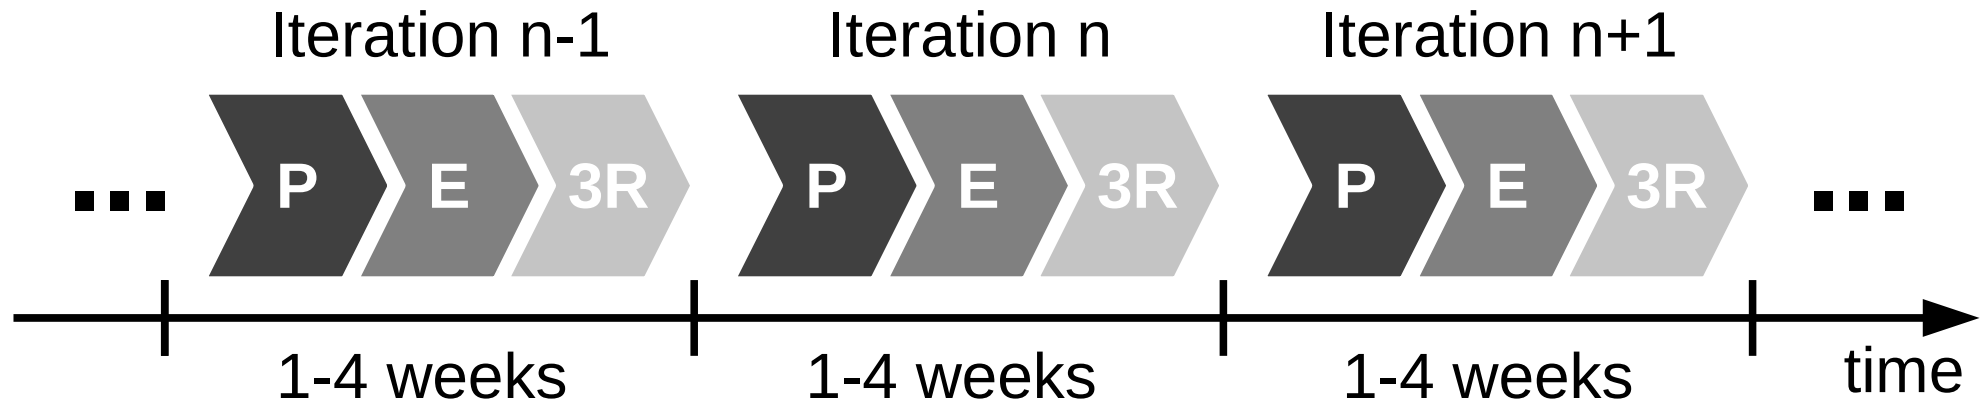 Iteration n-1 Iteration n Iteration n+1
P E 3R P E 3R P E 3R
1-4 weeks 1-4 weeks 1-4 weeks time